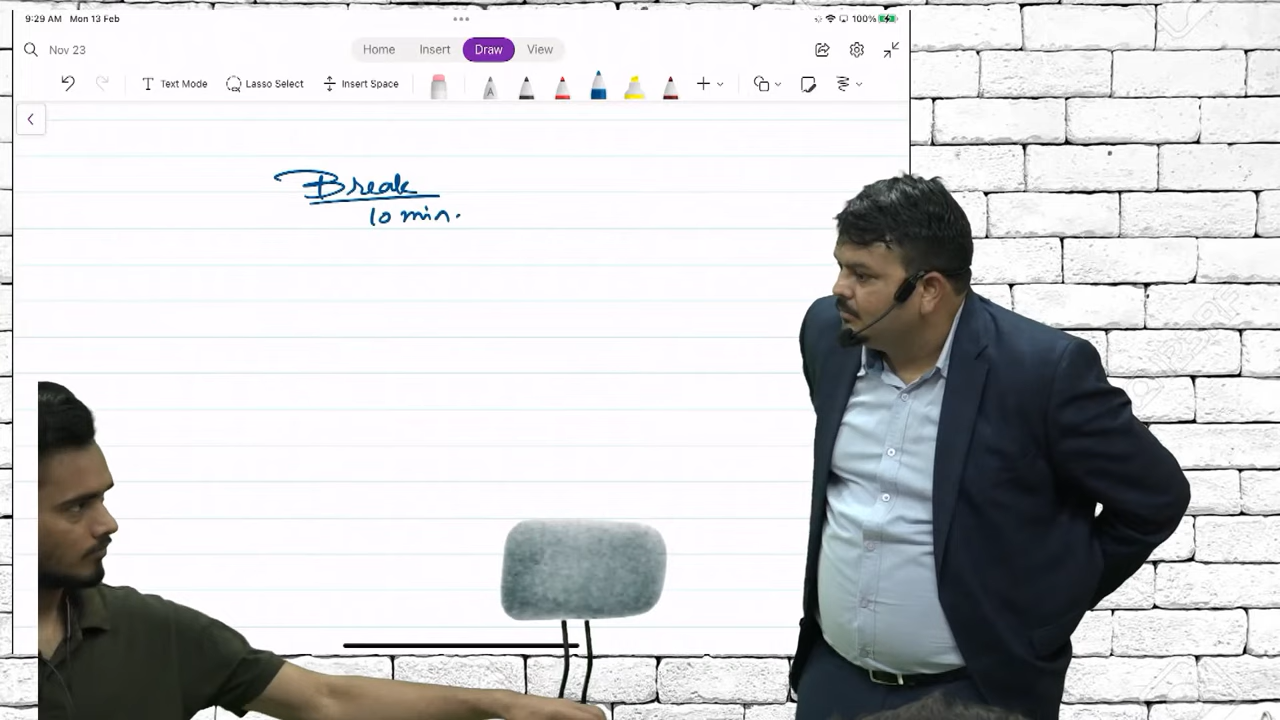 9:29 AM Mon 13 Feb
100%
Nov 23
Home Insert Draw View
Text Mode Lasso Select Insert Space
Break
10 min.